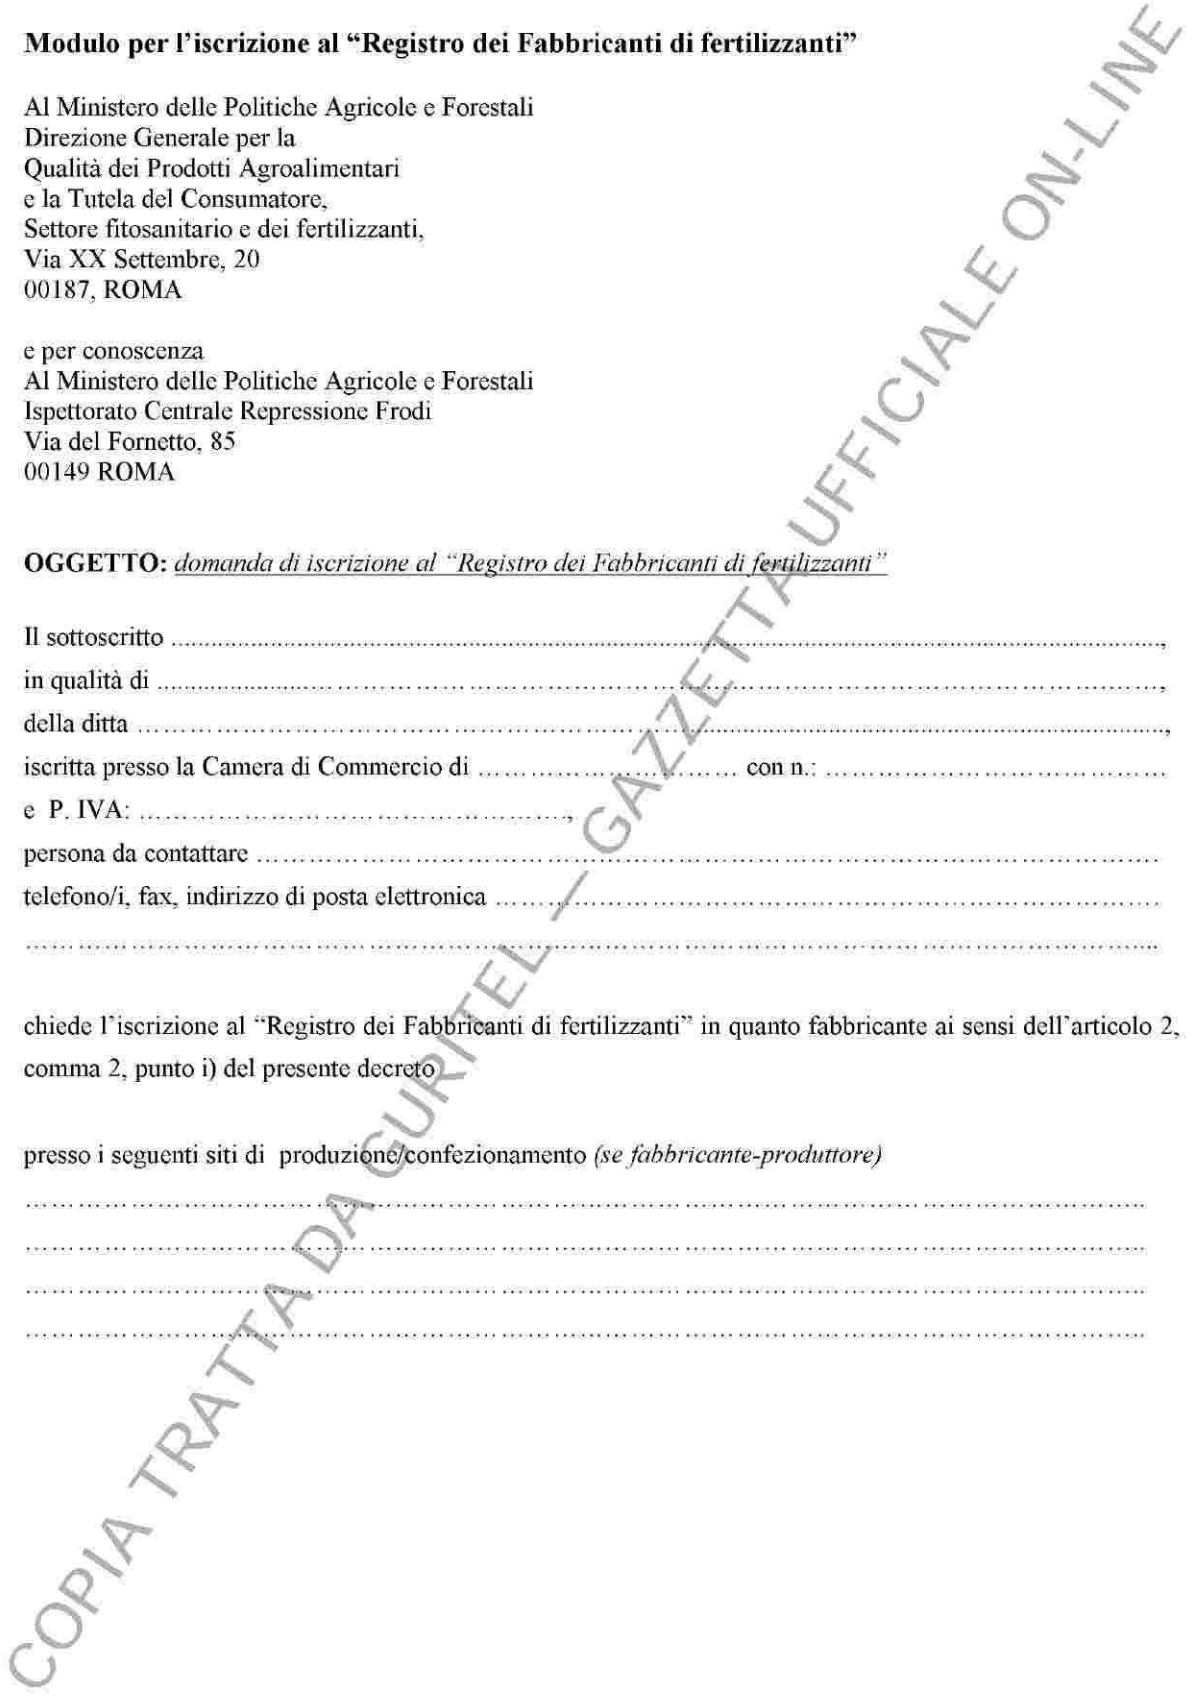 Modulo per l’iscrizione al “Registro dei Fabbricanti di fertilizzanti”
Al Ministero delle Politiche Agricole e Forestali
Direzione Generale per la
Qualità dei Prodotti Agroalimentari
e la Tutela del Consumatore,
Settore fitosanitario e dei fertilizzanti,
Via XX Settembre, 20
00187, ROMA
e per conoscenza
Al Ministero delle Politiche Agricole e Forestali
Ispettorato Centrale Repressione Frodi
Via del Fornetto, 85
00149 ROMA
OGGETTO: domanda di iscrizione al “Registro dei Fabbricanti di fertilizzanti”
Il sottoscritto ........................................................................,
in qualità di ........................................................................,
della ditta ........................................................................,
iscritta presso la Camera di Commercio di ........................ con n.: ................................
e P. IVA: ........................................,
persona da contattare ........................................................................
telefono/i, fax, indirizzo di posta elettronica ........................................................
................................................................................................
chiede l’iscrizione al “Registro dei Fabbricanti di fertilizzanti” in quanto fabbricante ai sensi dell’articolo 2,
comma 2, punto i) del presente decreto
presso i seguenti siti di produzione/confezionamento (se fabbricante-produttore)
................................................................................................
................................................................................................
................................................................................................
................................................................................................
COPIA TRATTA DA GURITEL — GAZZETTA UFFICIALE ON-LINE